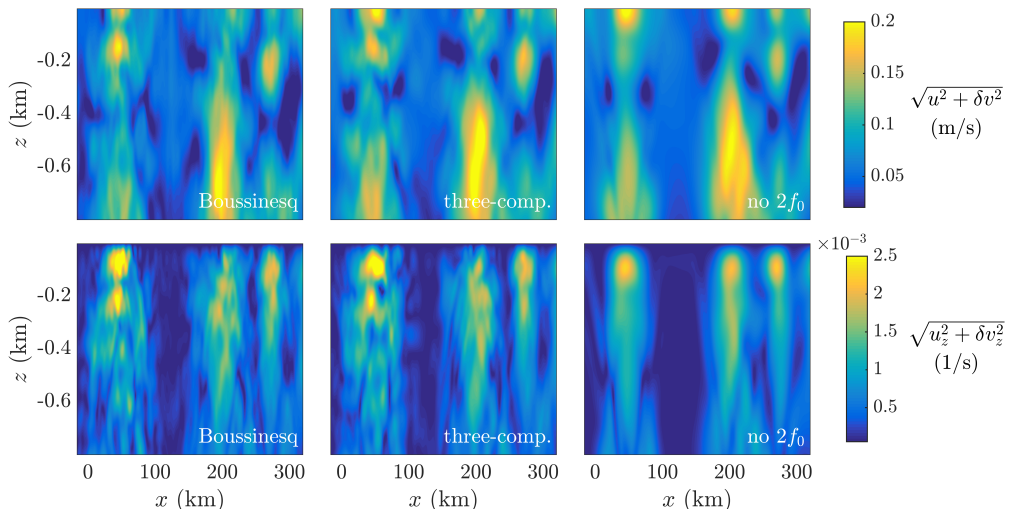 z (km)
-0.2
-0.4
-0.6
Boussinesq
three-comp.
no 2f₀
0.2
0.15
0.1
0.05
√(u² + δv²)
(m/s)
z (km)
-0.2
-0.4
-0.6
Boussinesq
three-comp.
no 2f₀
×10⁻³
2.5
2
1.5
1
0.5
√(u_z² + δv_z²)
(1/s)
0 100 200 300
0 100 200 300
0 100 200 300
x (km)
x (km)
x (km)